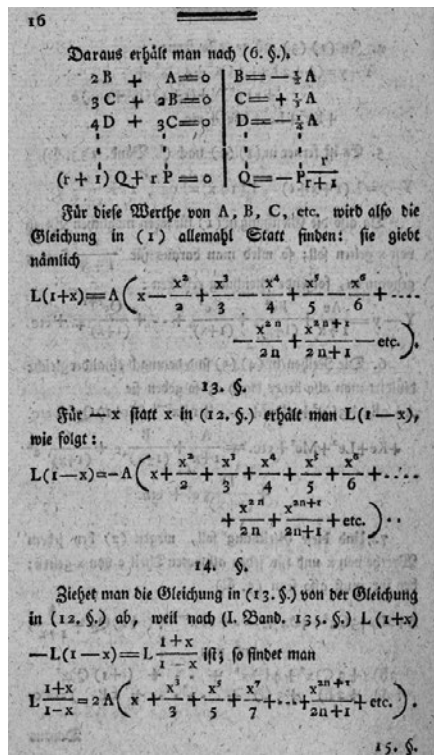 16
Daraus erhält man nach (6. §.),
2B + A=0 | B=−½A
3C + 2B=0 | C=+⅓A
4D + 3C=0 | D=−¼A
(r + 1) Q + r P=0 | Q=−P r/(r+1)
Für diese Werthe von A, B, C, etc. wird also die
Gleichung in (1) allemahl Statt finden: sie giebt
nämlich
L(1+x)=A(x − x²/2 + x³/3 − x⁴/4 + x⁵/5 − x⁶/6 + ....
− x²ⁿ/2n + x²ⁿ⁺¹/2n+1 − etc.).
13. §.
Für −x statt x in (12. §.) erhält man L(1−x),
wie folgt:
L(1−x)=−A(x + x²/2 + x³/3 + x⁴/4 + x⁵/5 + x⁶/6 + ....
+ x²ⁿ/2n + x²ⁿ⁺¹/2n+1 + etc.)..
14. §.
Ziehet man die Gleichung in (13. §.) von der Gleichung
in (12. §.) ab, weil nach (I. Band. 135. §.) L (1+x)
−L(1−x)=L 1+x/1−x ist; so findet man
L 1+x/1−x = 2A(x + x³/3 + x⁵/5 + x⁷/7 + ... + x²ⁿ⁺¹/2n+1 + etc.).
15. §.